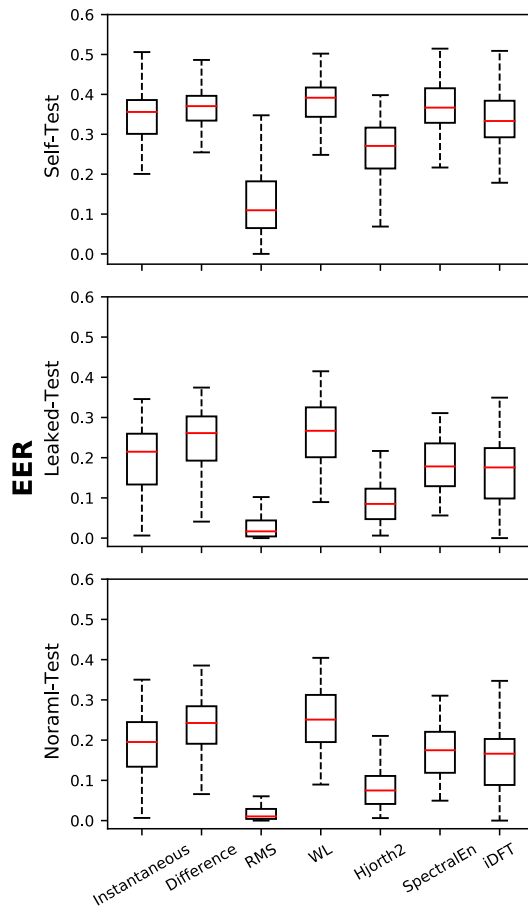 EER
Self-Test
0.6
0.5
0.4
0.3
0.2
0.1
0.0
Leaked-Test
0.6
0.5
0.4
0.3
0.2
0.1
0.0
Noraml-Test
0.6
0.5
0.4
0.3
0.2
0.1
0.0
Instantaneous
Difference
RMS
WL
Hjorth2
SpectralEn
iDFT